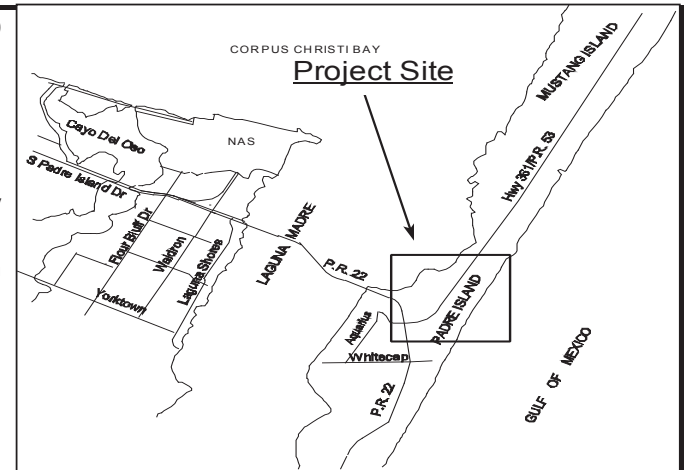 CORPUS CHRISTI BAY
Project Site
MUSTANG ISLAND
Cayo Del Oso
NAS
Hwy 361/P.R. 53
S Padre Island Dr
Flour Bluff Dr
Waldron
Laguna Shores
LAGUNA MADRE
P.R. 22
Yorktown
Aquarius
PADRE ISLAND
Whitecap
P.R. 22
GULF OF MEXICO